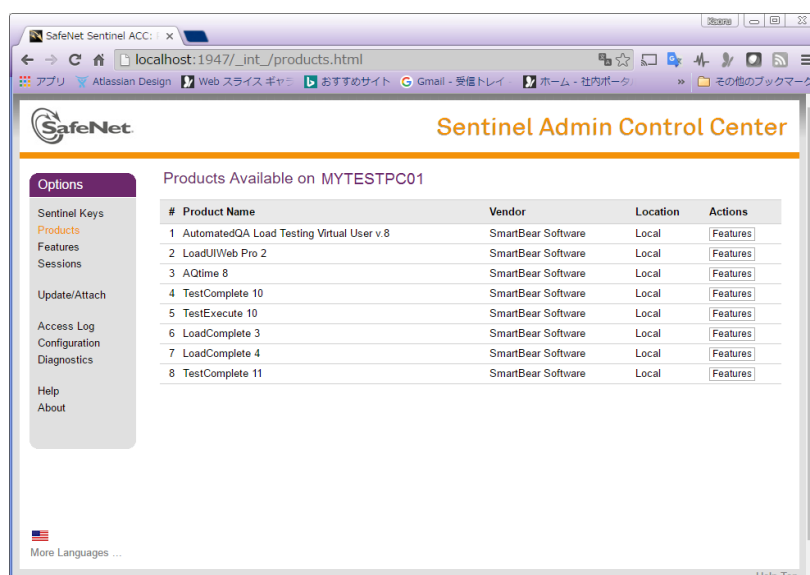 Kaoru
SafeNet Sentinel ACC:
localhost:1947/_int_/products.html
アプリ Atlassian Design Web スライス ギャラ おすすめサイト Gmail - 受信トレイ - ホーム - 社内ポータ » その他のブックマーク
SafeNet.
Sentinel Admin Control Center
Options
Sentinel Keys
Products
Features
Sessions
Update/Attach
Access Log
Configuration
Diagnostics
Help
About
Products Available on MYTESTPC01
# Product Name Vendor Location Actions
1 AutomatedQA Load Testing Virtual User v.8 SmartBear Software Local Features
2 LoadUIWeb Pro 2 SmartBear Software Local Features
3 AQtime 8 SmartBear Software Local Features
4 TestComplete 10 SmartBear Software Local Features
5 TestExecute 10 SmartBear Software Local Features
6 LoadComplete 3 SmartBear Software Local Features
7 LoadComplete 4 SmartBear Software Local Features
8 TestComplete 11 SmartBear Software Local Features
More Languages ...